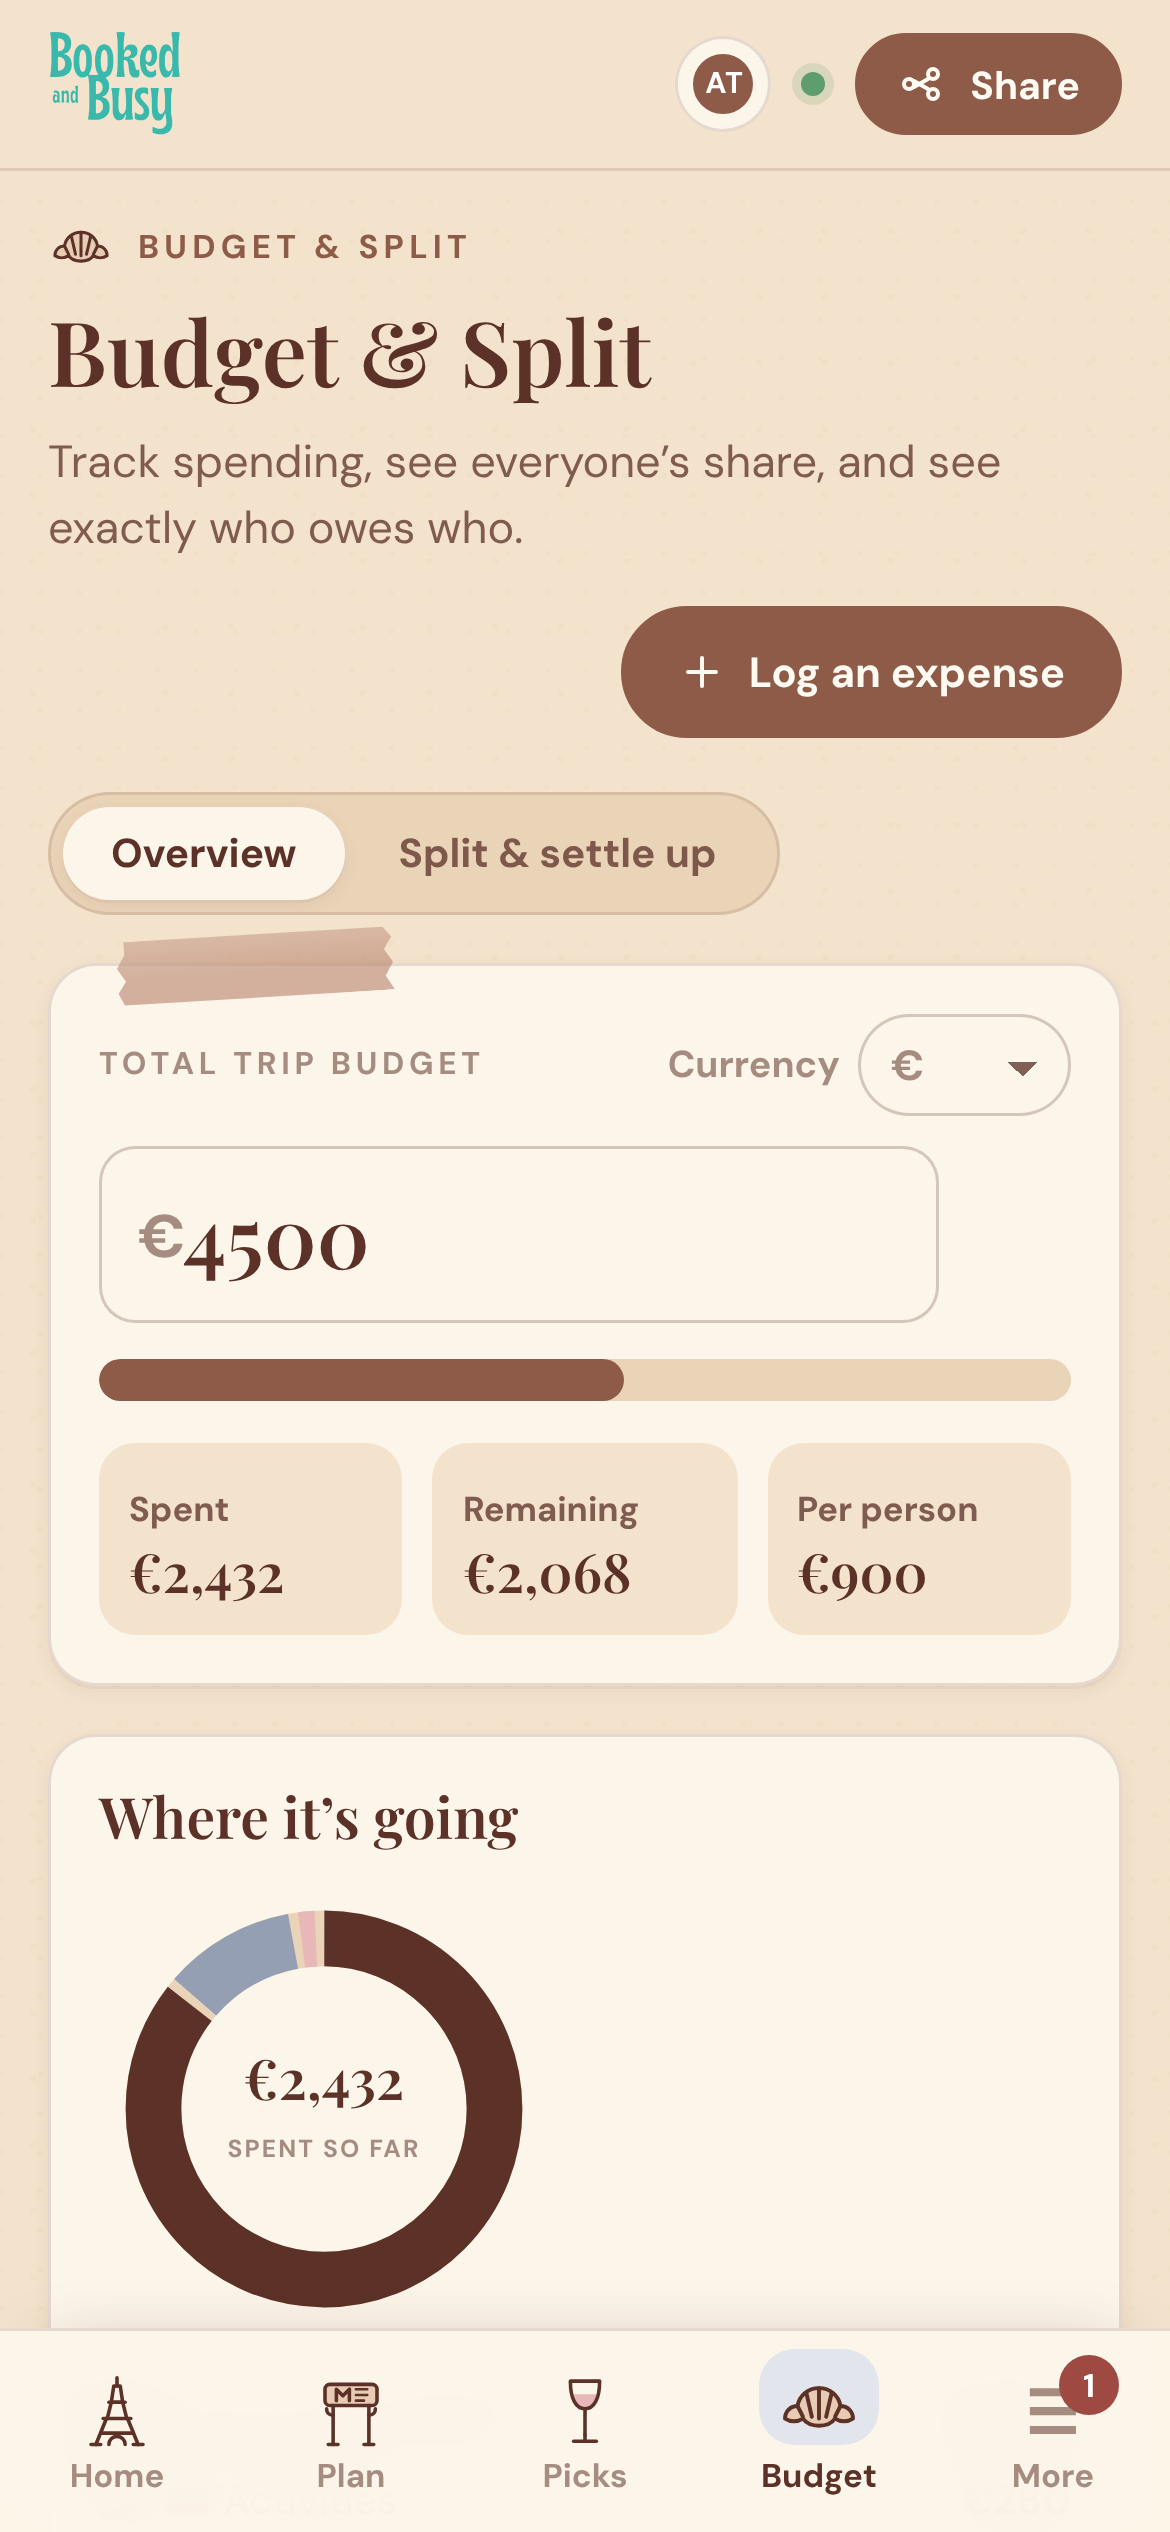 Booked
and Busy
AT
Share
BUDGET & SPLIT
Budget & Split
Track spending, see everyone’s share, and see
exactly who owes who.
+ Log an expense
Overview
Split & settle up
TOTAL TRIP BUDGET
Currency
€
€4500
Spent
€2,432
Remaining
€2,068
Per person
€900
Where it’s going
€2,432
SPENT SO FAR
M
1
Home
Plan
Picks
Budget
More
Activities
€280